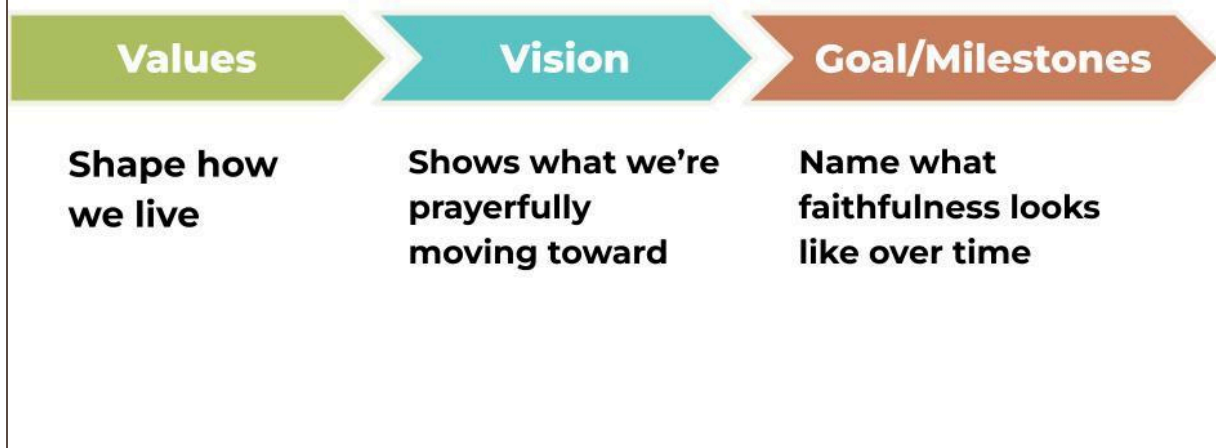 Values
Vision
Goal/Milestones
Shape how
we live
Shows what we’re
prayerfully
moving toward
Name what
faithfulness looks
like over time